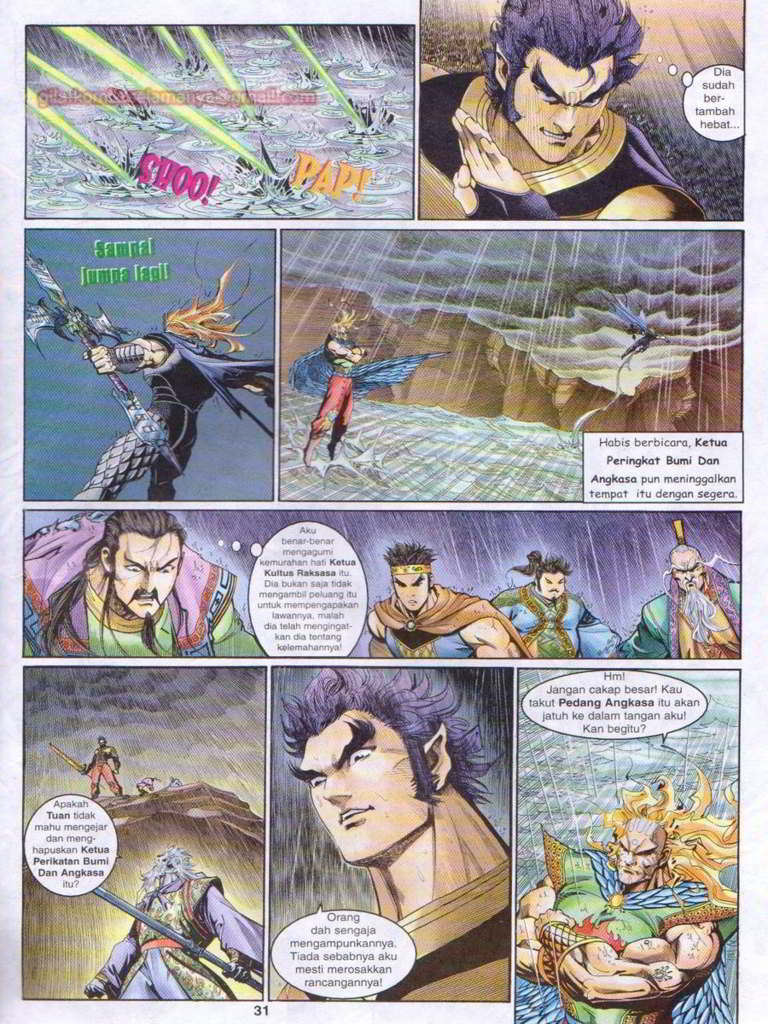 SHOO!
PAP!
Dia
sudah
ber-
tambah
hebat...
Sampai
jumpa lagi!
Habis berbicara, Ketua
Peringkat Bumi Dan
Angkasa pun meninggalkan
tempat itu dengan segera.
Aku
benar-benar
mengagumi
kemurahan hati Ketua
Kultus Raksasa itu.
Dia bukan saja tidak
mengambil peluang itu
untuk mempengapakan
lawannya, malah
dia telah mengingat-
kan dia tentang
kelemahannya!
Apakah
Tuan tidak
mahu mengejar
dan meng-
hapuskan Ketua
Perikatan Bumi
Dan Angkasa
itu?
Orang
dah sengaja
mengampunkannya.
Tiada sebabnya aku
mesti merosakkan
rancangannya!
Hm!
Jangan cakap besar! Kau
takut Pedang Angkasa itu akan
jatuh ke dalam tangan aku!
Kan begitu?
31